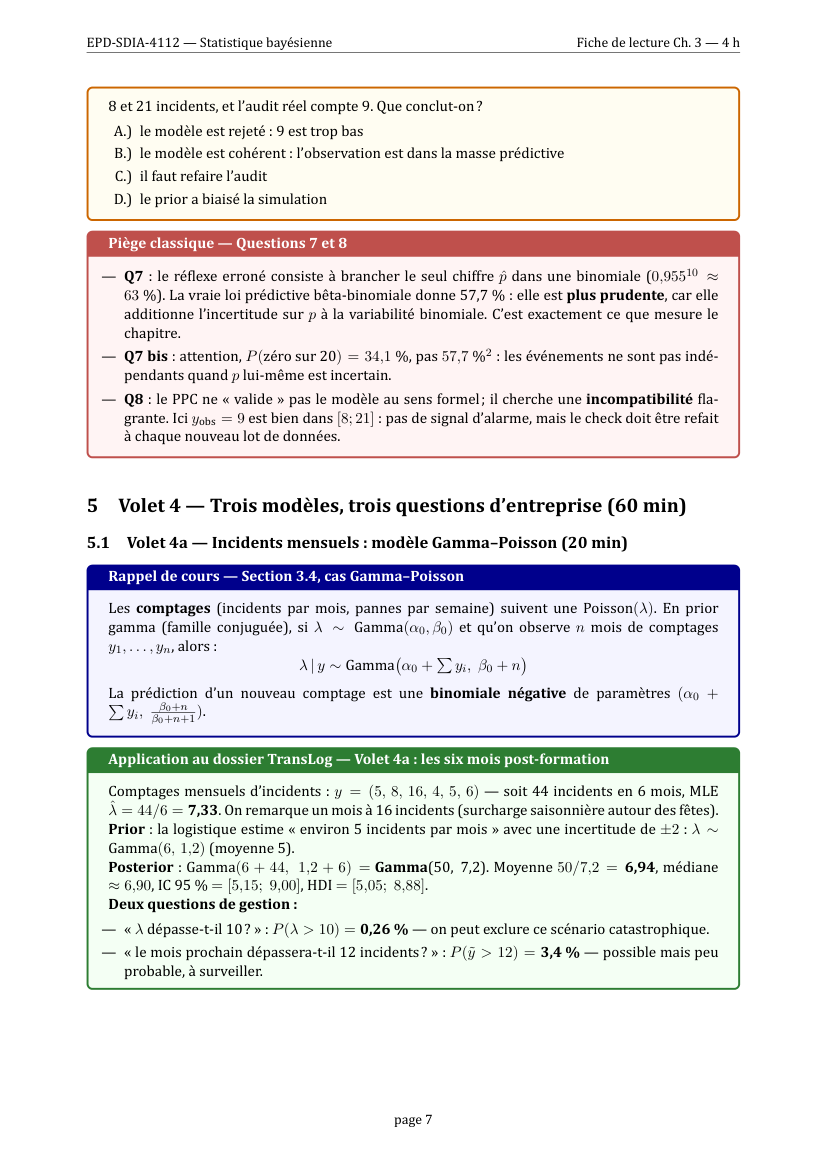 EPD-SDIA-4112 — Statistique bayésienne Fiche de lecture Ch. 3 — 4 h
8 et 21 incidents, et l’audit réel compte 9. Que conclut-on ?
A.) le modèle est rejeté : 9 est trop bas
B.) le modèle est cohérent : l’observation est dans la masse prédictive
C.) il faut refaire l’audit
D.) le prior a biaisé la simulation
Piège classique — Questions 7 et 8
— Q7 : le réflexe erroné consiste à brancher le seul chiffre p̂ dans une binomiale (0,955¹⁰ ≈
63 %). La vraie loi prédictive bêta-binomiale donne 57,7 % : elle est plus prudente, car elle
additionne l’incertitude sur p à la variabilité binomiale. C’est exactement ce que mesure le
chapitre.
— Q7 bis : attention, P(zéro sur 20) = 34,1 %, pas 57,7 %² : les événements ne sont pas indé-
pendants quand p lui-même est incertain.
— Q8 : le PPC ne « valide » pas le modèle au sens formel ; il cherche une incompatibilité fla-
grante. Ici y_obs = 9 est bien dans [8; 21] : pas de signal d’alarme, mais le check doit être refait
à chaque nouveau lot de données.
5 Volet 4 — Trois modèles, trois questions d’entreprise (60 min)
5.1 Volet 4a — Incidents mensuels : modèle Gamma–Poisson (20 min)
Rappel de cours — Section 3.4, cas Gamma–Poisson
Les comptages (incidents par mois, pannes par semaine) suivent une Poisson(λ). En prior
gamma (famille conjuguée), si λ ∼ Gamma(α₀, β₀) et qu’on observe n mois de comptages
y₁, . . . , yₙ, alors :
λ | y ∼ Gamma(α₀ + ∑ yᵢ, β₀ + n)
La prédiction d’un nouveau comptage est une binomiale négative de paramètres (α₀ +
∑ yᵢ, (β₀+n)/(β₀+n+1)).
Application au dossier TransLog — Volet 4a : les six mois post-formation
Comptages mensuels d’incidents : y = (5, 8, 16, 4, 5, 6) — soit 44 incidents en 6 mois, MLE
λ̂ = 44/6 = 7,33. On remarque un mois à 16 incidents (surcharge saisonnière autour des fêtes).
Prior : la logistique estime « environ 5 incidents par mois » avec une incertitude de ±2 : λ ∼
Gamma(6, 1,2) (moyenne 5).
Posterior : Gamma(6 + 44, 1,2 + 6) = Gamma(50, 7,2). Moyenne 50/7,2 = 6,94, médiane
≈ 6,90, IC 95 % = [5,15; 9,00], HDI = [5,05; 8,88].
Deux questions de gestion :
— « λ dépasse-t-il 10 ? » : P(λ > 10) = 0,26 % — on peut exclure ce scénario catastrophique.
— « le mois prochain dépassera-t-il 12 incidents ? » : P(ỹ > 12) = 3,4 % — possible mais peu
probable, à surveiller.
page 7